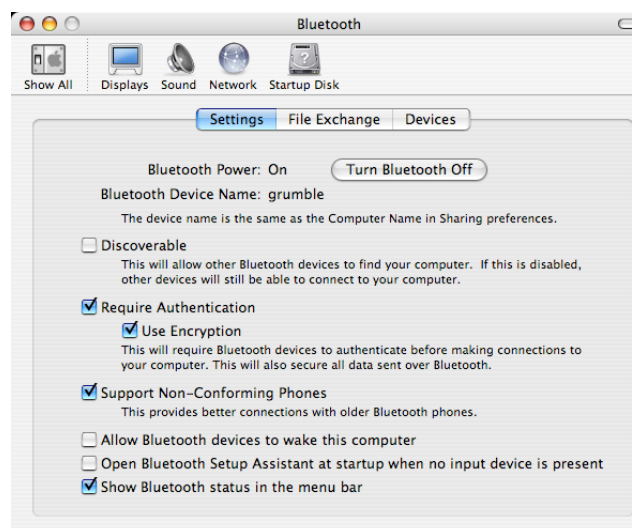 Bluetooth
Show All Displays Sound Network Startup Disk
Settings File Exchange Devices
Bluetooth Power: On Turn Bluetooth Off
Bluetooth Device Name: grumble
The device name is the same as the Computer Name in Sharing preferences.
Discoverable
This will allow other Bluetooth devices to find your computer. If this is disabled,
other devices will still be able to connect to your computer.
Require Authentication
Use Encryption
This will require Bluetooth devices to authenticate before making connections to
your computer. This will also secure all data sent over Bluetooth.
Support Non-Conforming Phones
This provides better connections with older Bluetooth phones.
Allow Bluetooth devices to wake this computer
Open Bluetooth Setup Assistant at startup when no input device is present
Show Bluetooth status in the menu bar